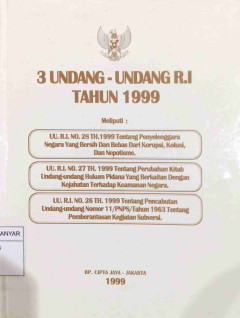 3 UNDANG - UNDANG R.I
TAHUN 1999
Meliputi :
UU. R.I. NO. 28 TH.1999 Tentang Penyelenggara
Negara Yang Bersih Dan Bebas Dari Korupsi, Kolusi,
Dan Nepotisme.
UU. R.I. NO. 27 TH. 1999 Tentang Perubahan Kitab
Undang-undang Hukum Pidana Yang Berkaitan Dengan
Kejahatan Terhadap Keamanan Negara.
UU. R.I. NO. 26 TH. 1999 Tentang Pencabutan
Undang-undang Nomor 11/PNPS/Tahun 1963 Tentang
Pemberantasan Kegiatan Subversi.
ANYAR
BP. CIPTA JAYA - JAKARTA
1999